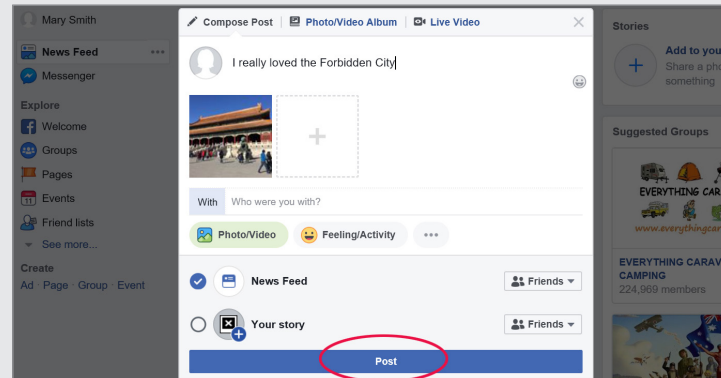 Mary Smith
News Feed
Messenger
Explore
Welcome
Groups
Pages
11
Events
Friend lists
See more...
Create
Ad · Page · Group · Event
Compose Post
Photo/Video Album
Live Video
I really loved the Forbidden City
With
Who were you with?
Photo/Video
Feeling/Activity
News Feed
Friends
Your story
Friends
Post
Stories
Add to you
Share a pho
something
Suggested Groups
EVERYTHING CAR
www.everythingcar
EVERYTHING CARAV
CAMPING
224,969 members